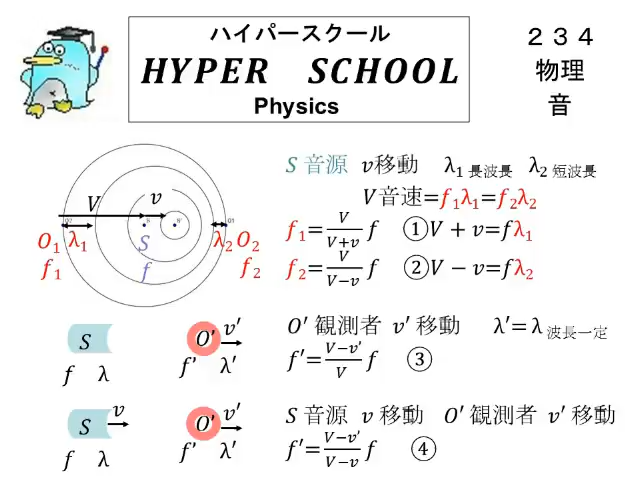 ハイパースクール
HYPER SCHOOL
Physics
２３４
物理
音
S 音源 v移動 λ₁ 長波長 λ₂ 短波長
V音速=f₁λ₁=f₂λ₂
f₁=V/(V+v) f ①V + v=fλ₁
f₂=V/(V−v) f ②V − v=fλ₂
V v
O₁ λ₁ S λ₂ O₂
f₁ f f₂
O' 観測者 v' 移動 λ'=λ 波長一定
f'=(V−v')/V f ③
S O' v'
f λ f' λ'
S 音源 v 移動 O' 観測者 v' 移動
f'=(V−v')/(V−v) f ④
S v O' v'
f λ f' λ'